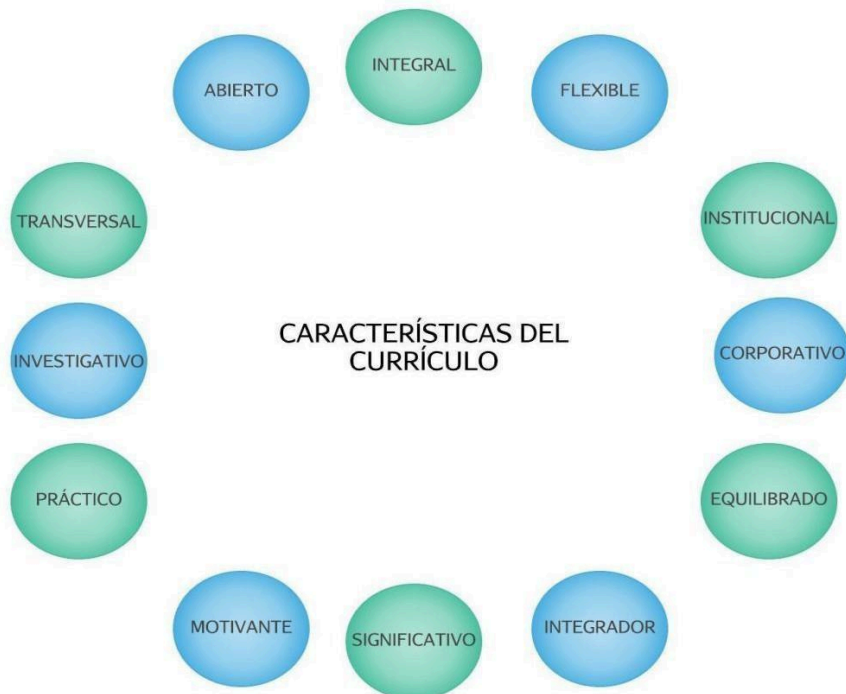 INTEGRAL
ABIERTO
FLEXIBLE
TRANSVERSAL
INSTITUCIONAL
CARACTERÍSTICAS DEL
CURRÍCULO
INVESTIGATIVO
CORPORATIVO
PRÁCTICO
EQUILIBRADO
MOTIVANTE
SIGNIFICATIVO
INTEGRADOR